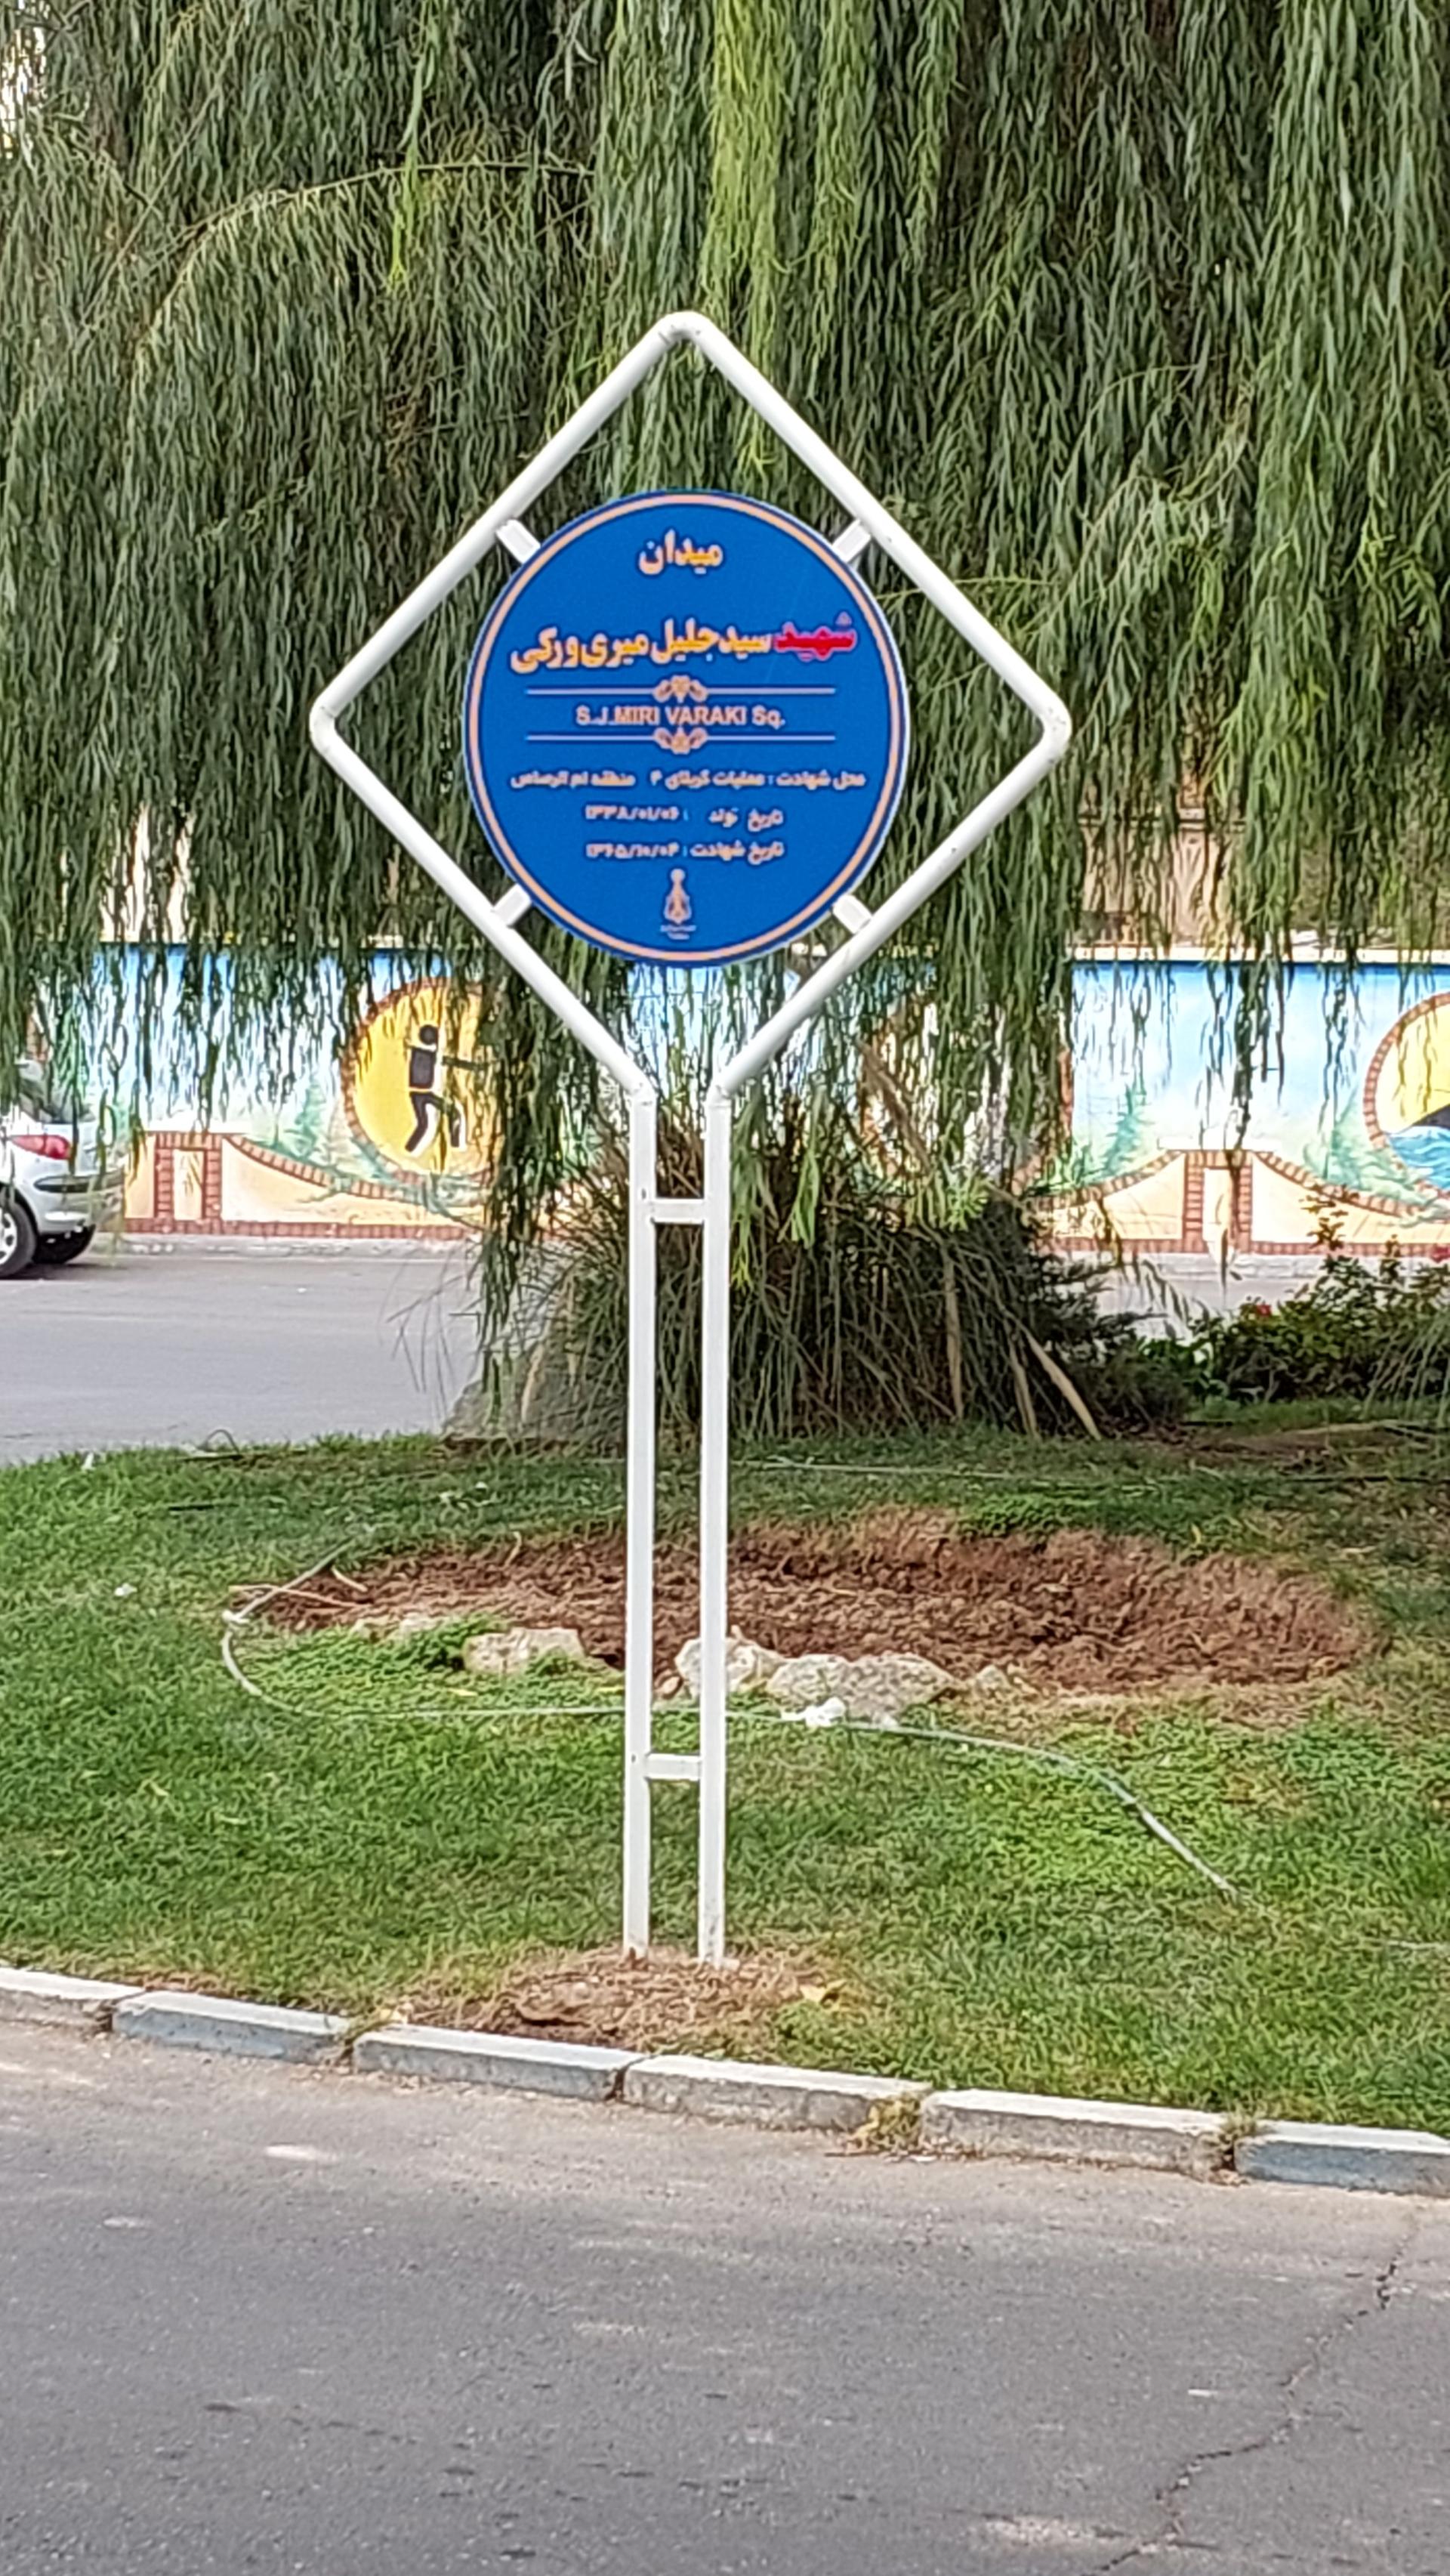 میدان
شهید سید جلیل میری ورکی
S.J.MIRI VARAKI Sq.
محل شهادت : عملیات کربلای ۴ منطقه ام الرصاص
تاریخ تولد : ۱۳۳۸/۰۱/۰۶
تاریخ شهادت : ۱۳۶۵/۱۰/۰۴